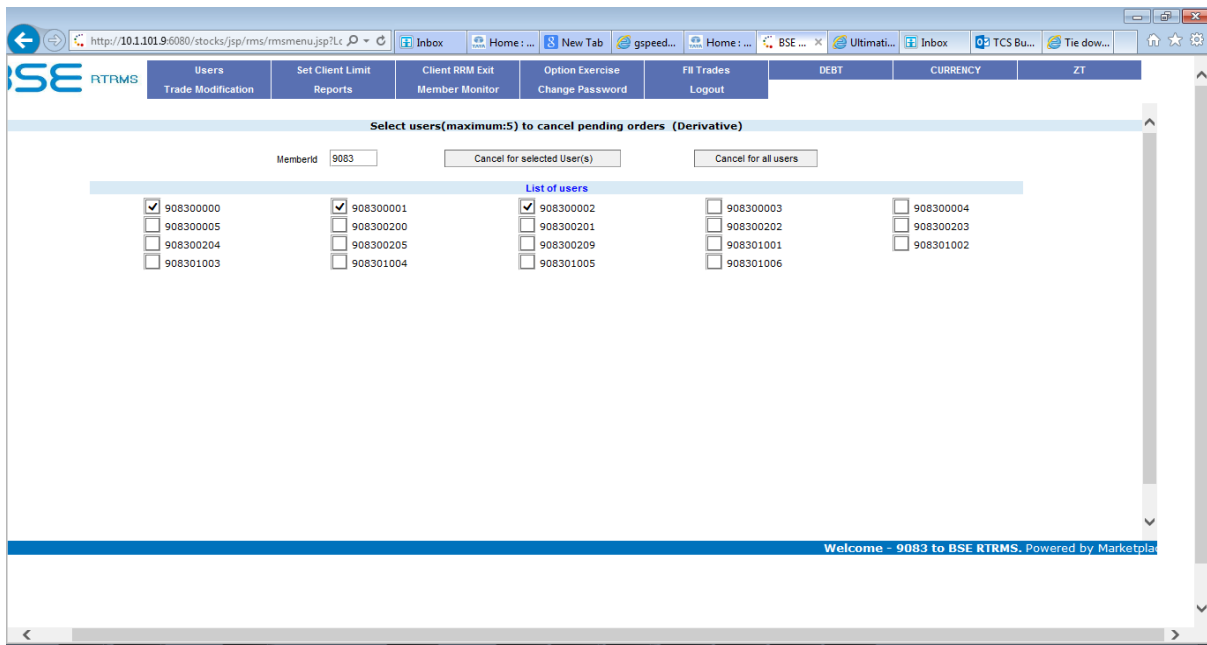 http://10.1.101.9:6080/stocks/jsp/rms/rmsmenu.jsp?Lc
Inbox
Home : ...
New Tab
gspeed...
Home : ...
BSE ...
Ultimati...
Inbox
TCS Bu...
Tie dow...
BSE RTRMS
Users Set Client Limit Client RRM Exit Option Exercise FII Trades DEBT CURRENCY ZT
Trade Modification Reports Member Monitor Change Password Logout
Select users(maximum:5) to cancel pending orders (Derivative)
MemberId 9083 Cancel for selected User(s) Cancel for all users
List of users
908300000 908300001 908300002 908300003 908300004
908300005 908300200 908300201 908300202 908300203
908300204 908300205 908300209 908301001 908301002
908301003 908301004 908301005 908301006
Welcome - 9083 to BSE RTRMS. Powered by Marketplac